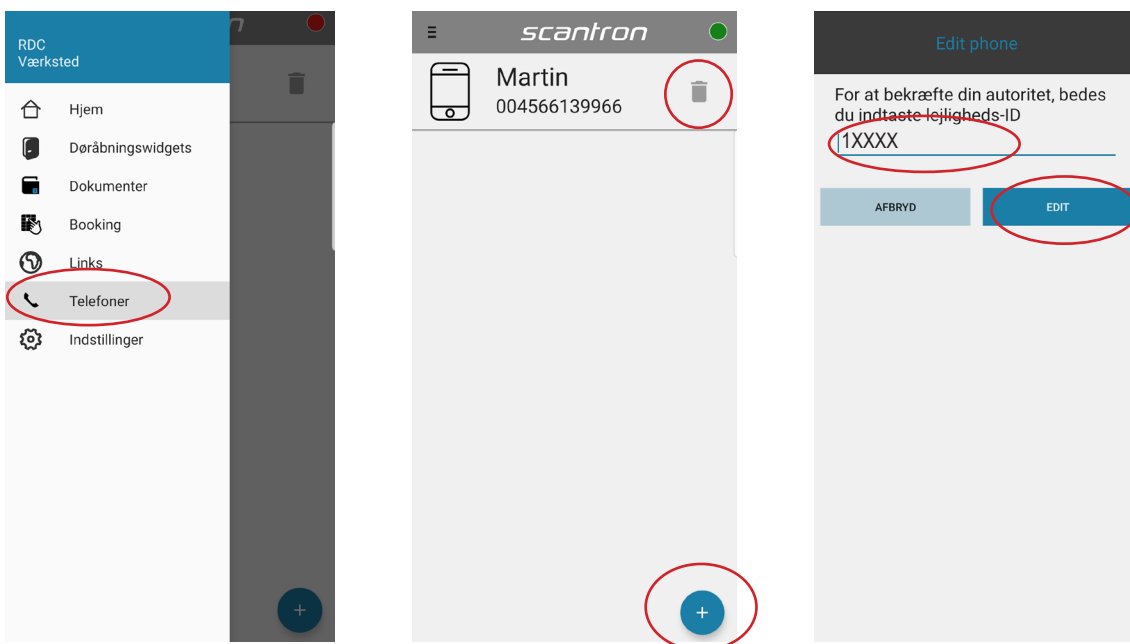 RDC
Værksted
Hjem
Døråbningswidgets
Dokumenter
Booking
Links
Telefoner
Indstillinger
+
scantron
Martin
004566139966
+
Edit phone
For at bekræfte din autoritet, bedes
du indtaste lejligheds-ID
1XXXX
AFBRYD
EDIT